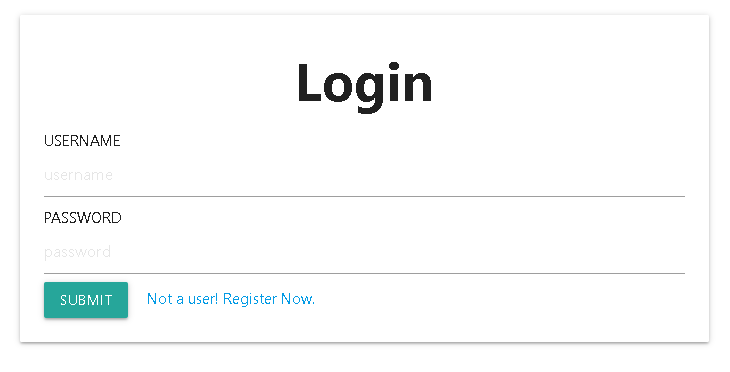 Login
USERNAME
username
PASSWORD
password
SUBMIT Not a user! Register Now.